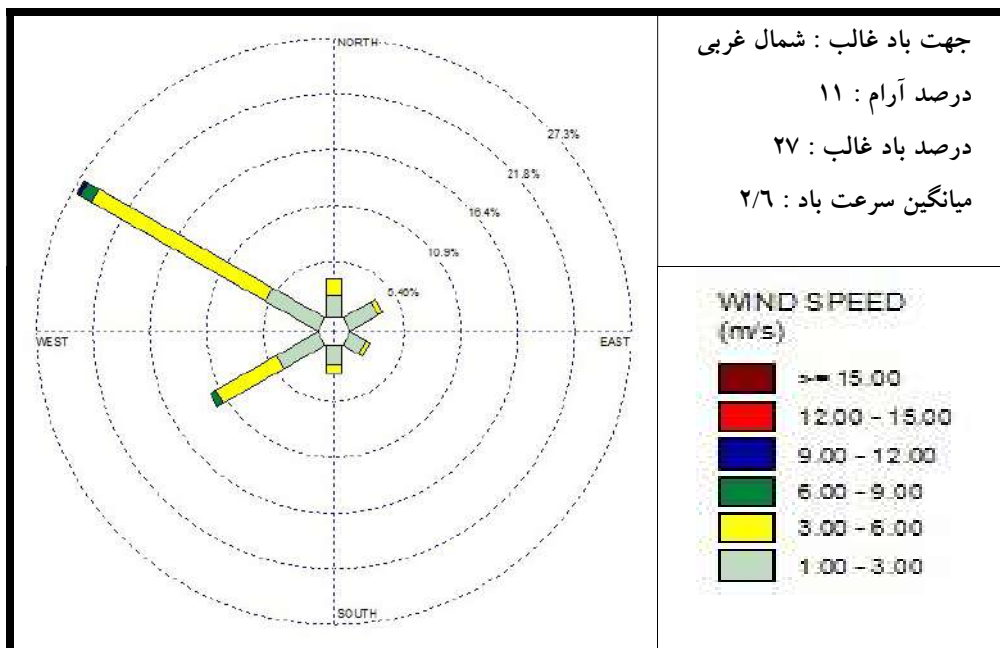 جهت باد غالب : شمال غربی
درصد آرام : ۱۱
درصد باد غالب : ۲۷
میانگین سرعت باد : ۲/٦
NORTH
27.3%
21.8%
16.4%
10.9%
5.46%
WEST
EAST
SOUTH
WIND SPEED
(m/s)
>= 15.00
12.00 - 15.00
9.00 - 12.00
6.00 - 9.00
3.00 - 6.00
1.00 - 3.00